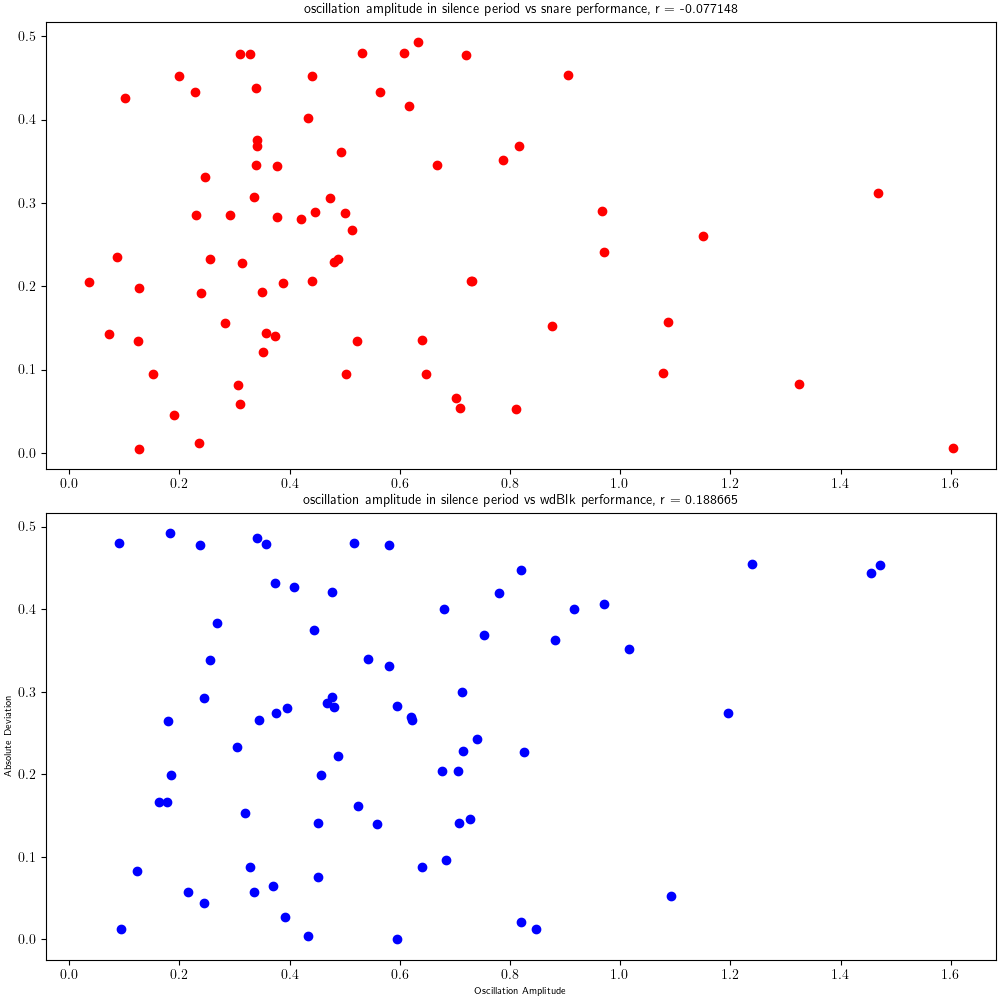 oscillation amplitude in silence period vs snare performance, r = -0.077148
0.5
0.4
0.3
0.2
0.1
0.0
0.0 0.2 0.4 0.6 0.8 1.0 1.2 1.4 1.6
oscillation amplitude in silence period vs wdBlk performance, r = 0.188665
0.5
0.4
0.3
0.2
0.1
0.0
Absolute Deviation
0.0 0.2 0.4 0.6 0.8 1.0 1.2 1.4 1.6
Oscillation Amplitude